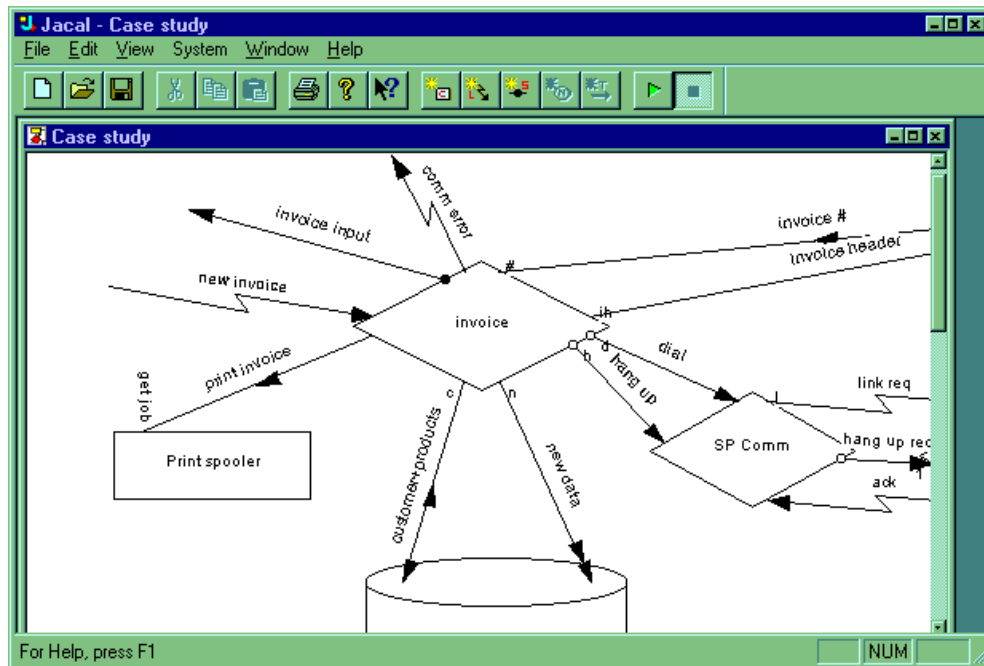 Jacal - Case study
File Edit View System Window Help
Case study
comm error
invoice input
invoice #
invoice header
new invoice
#
ih
invoice
d
dial
h
hang up
print invoice
get job
link req
l
c
n
SP Comm
hang up req
Print spooler
customer+products
new data
ack
For Help, press F1
NUM